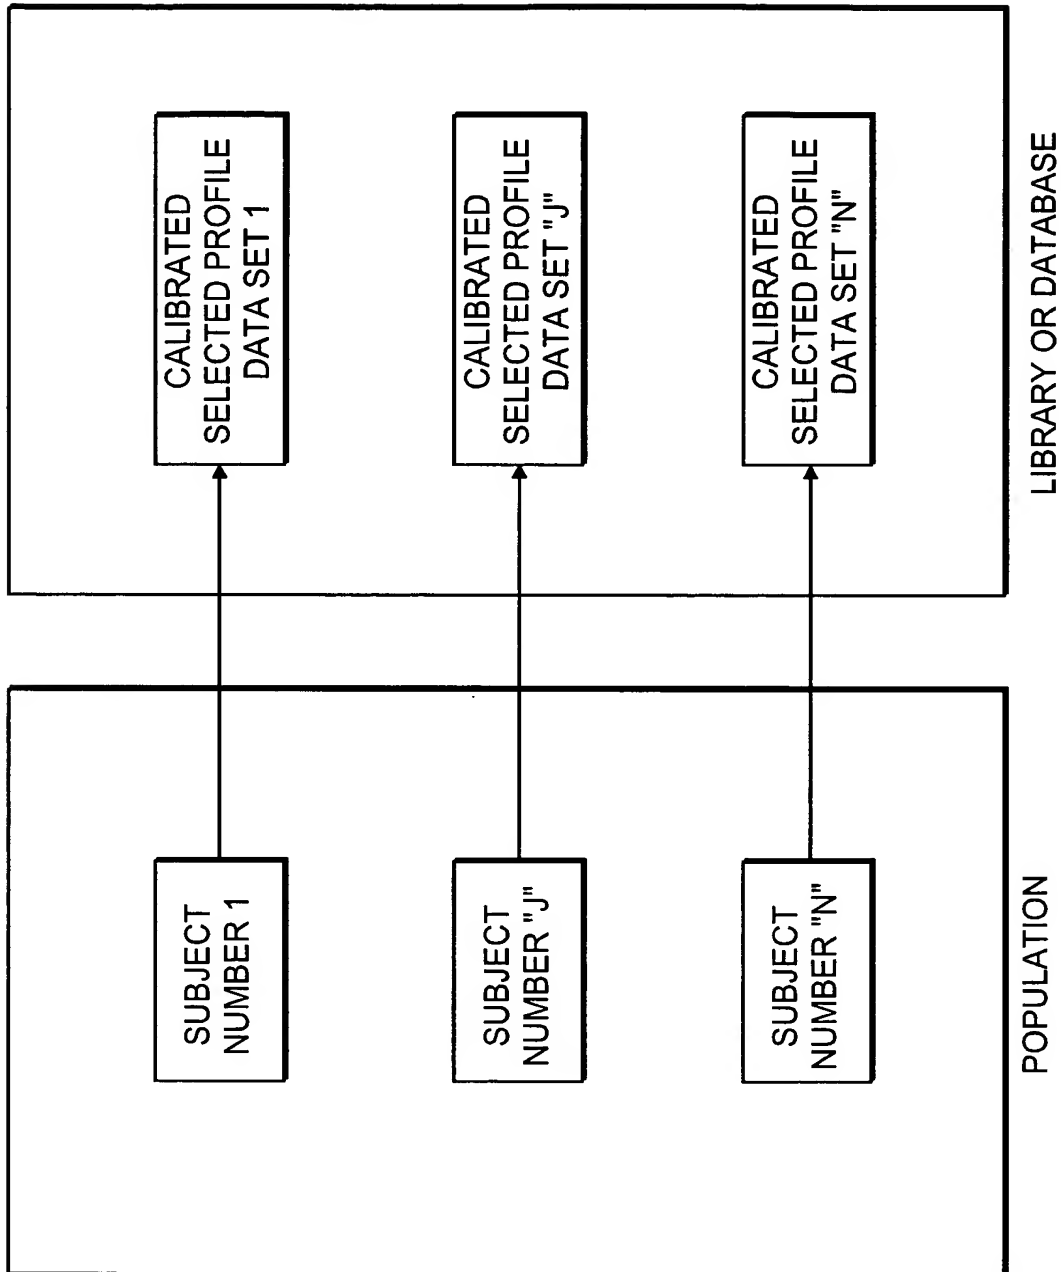 SUBJECT
NUMBER 1
CALIBRATED
SELECTED PROFILE
DATA SET 1
SUBJECT
NUMBER "J"
CALIBRATED
SELECTED PROFILE
DATA SET "J"
SUBJECT
NUMBER "N"
CALIBRATED
SELECTED PROFILE
DATA SET "N"
POPULATION
LIBRARY OR DATABASE